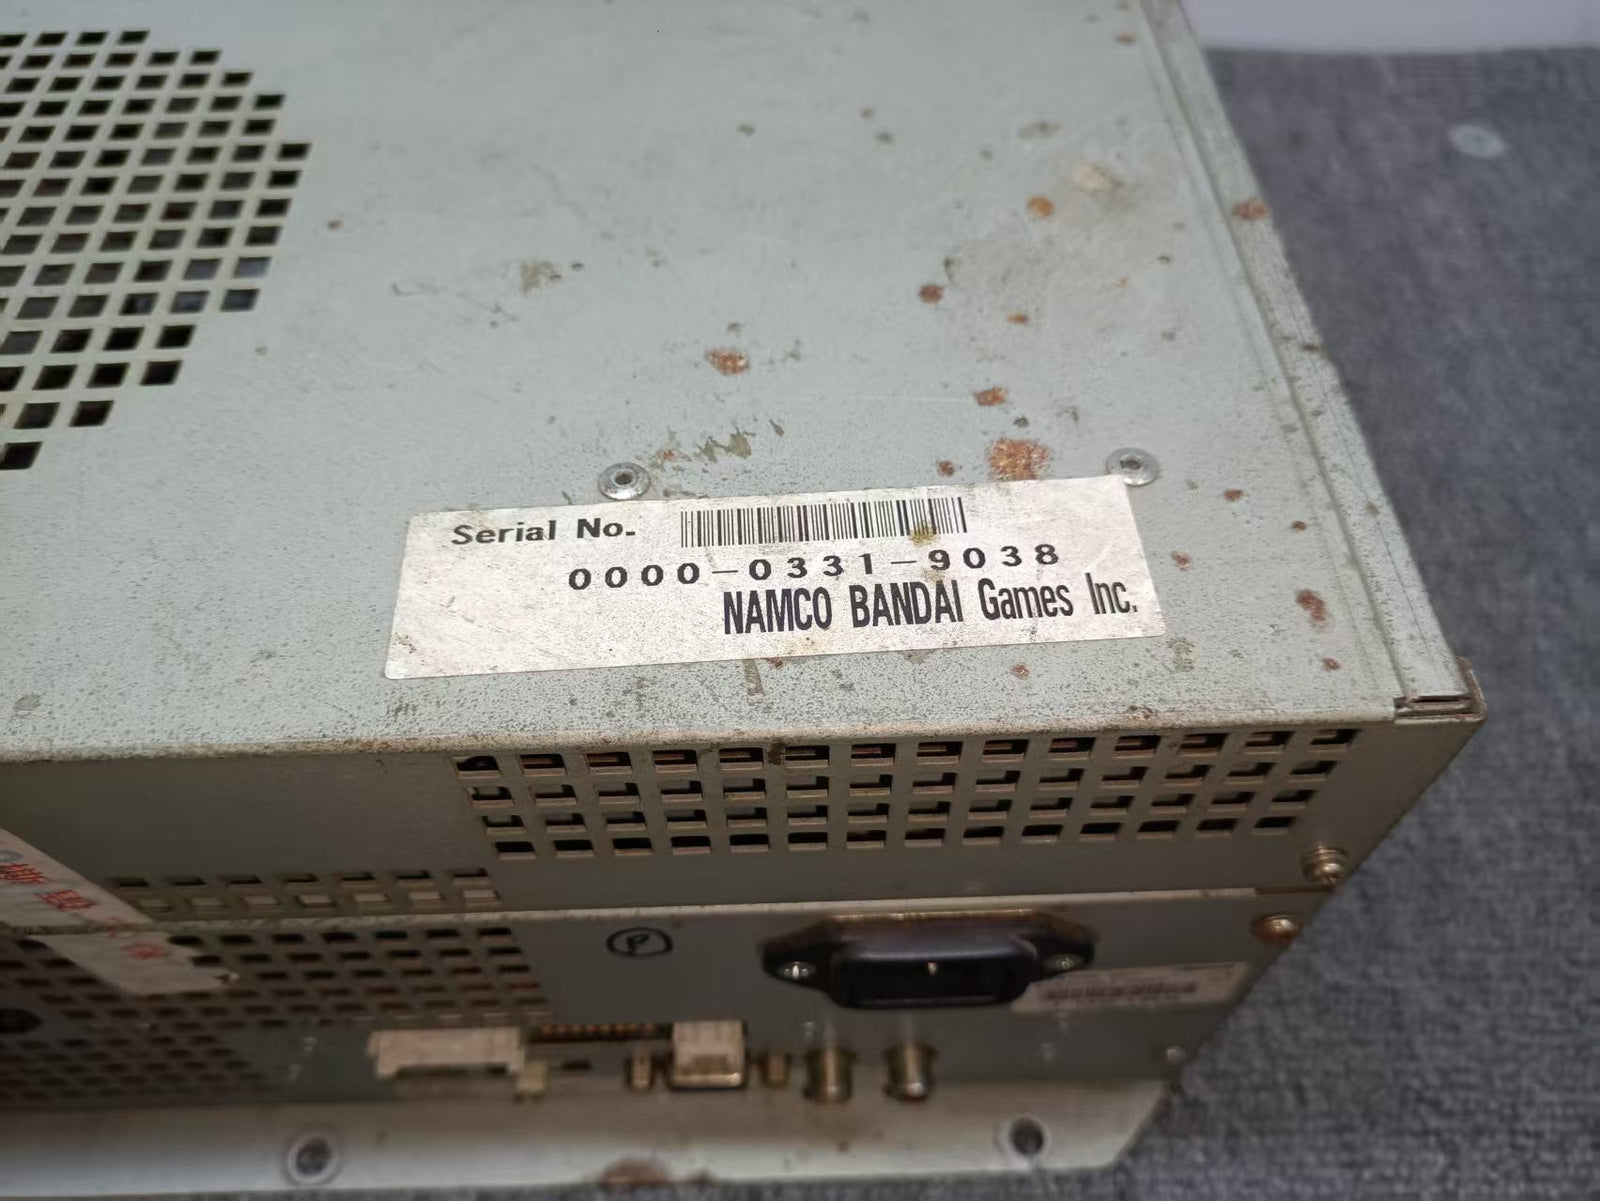 Serial No.
0000-0331-9038
NAMCO BANDAI Games Inc.
P